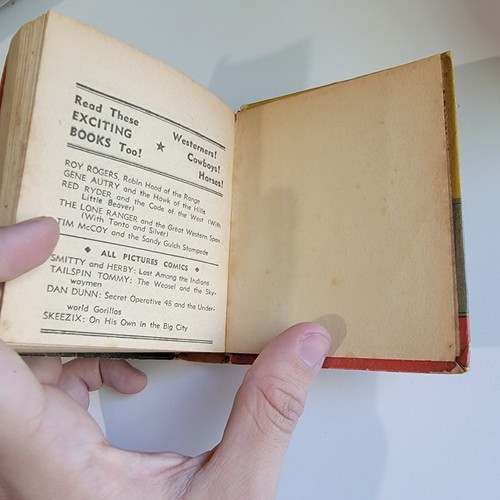 Read These
EXCITING
BOOKS Too!
★
Westerners!
Cowboys!
Horses!
ROY ROGERS, Robin Hood of the Range
GENE AUTRY and the Hawk of the Hills
RED RYDER and the Code of the West (With
Little Beaver)
THE LONE RANGER and the Great Western Span
(With Tonto and Silver)
TIM McCOY and the Sandy Gulch Stampede
◆ ALL PICTURES COMICS ◆
SMITTY and HERBY: Lost Among the Indians
TAILSPIN TOMMY: The Weasel and the Sky-
waymen
DAN DUNN: Secret Operative 48 and the Under-
world Gorillas
SKEEZIX: On His Own in the Big City